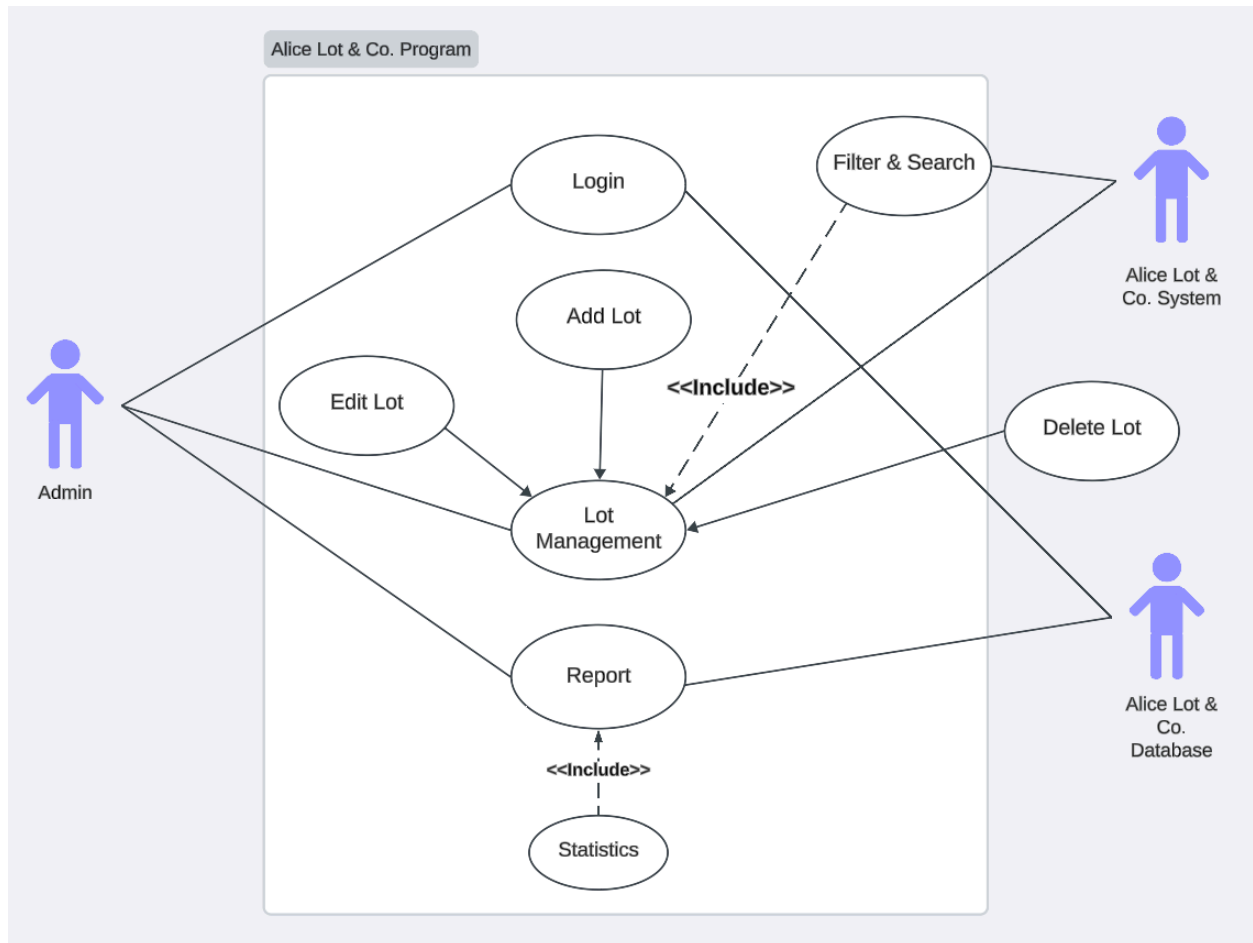 Alice Lot & Co. Program
Login
Filter & Search
Add Lot
Alice Lot &
Co. System
Edit Lot
<<Include>>
Delete Lot
Admin
Lot
Management
Report
Alice Lot &
Co.
Database
<<Include>>
Statistics